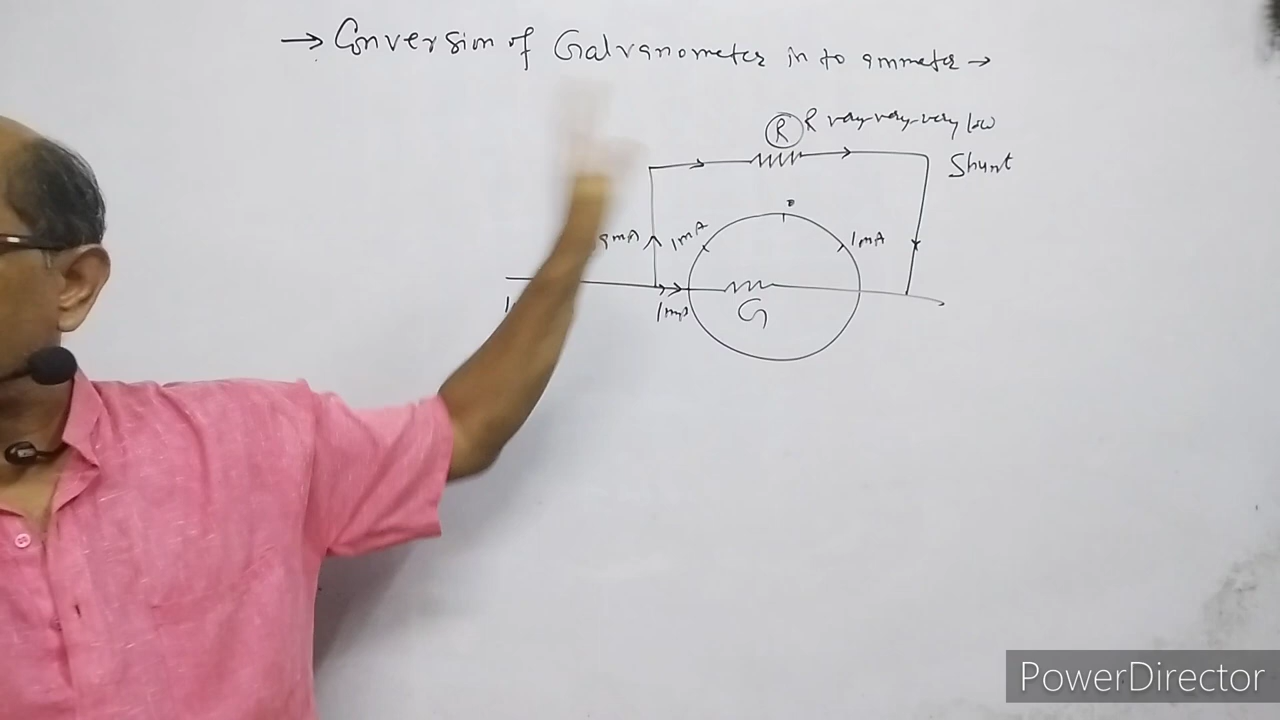 → Conversion of Galvanometer in to ammeter →
R R very very very low
Shunt
9mA 1mA 1mA
1mA
G
PowerDirector